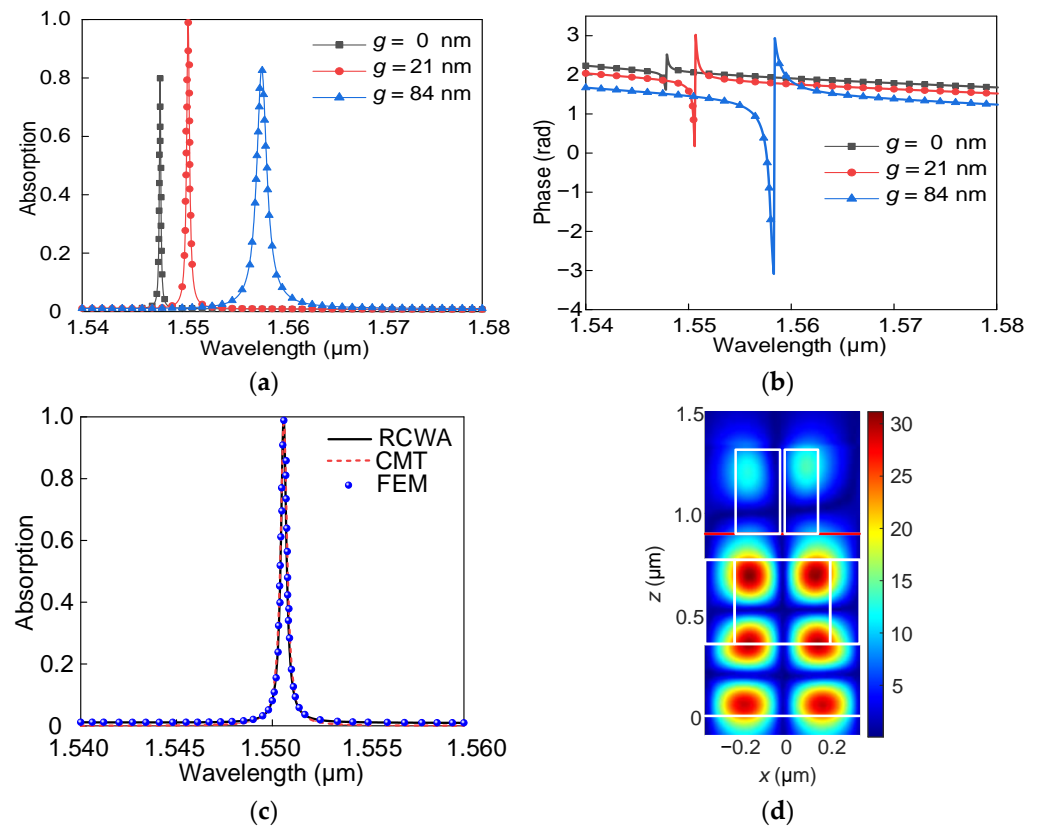 1.0
0.8
0.6
0.4
0.2
0
Absorption
g = 0 nm
g = 21 nm
g = 84 nm
1.54 1.55 1.56 1.57 1.58
Wavelength (µm)
(a)
3
2
1
0
−1
−2
−3
−4
Phase (rad)
g = 0 nm
g = 21 nm
g = 84 nm
1.54 1.55 1.56 1.57 1.58
Wavelength (µm)
(b)
1.0
0.8
0.6
0.4
0.2
0
Absorption
RCWA
CMT
FEM
1.540 1.545 1.550 1.555 1.560
Wavelength (µm)
(c)
1.5
1.0
0.5
0
z (µm)
30
25
20
15
10
5
−0.2 0 0.2
x (µm)
(d)